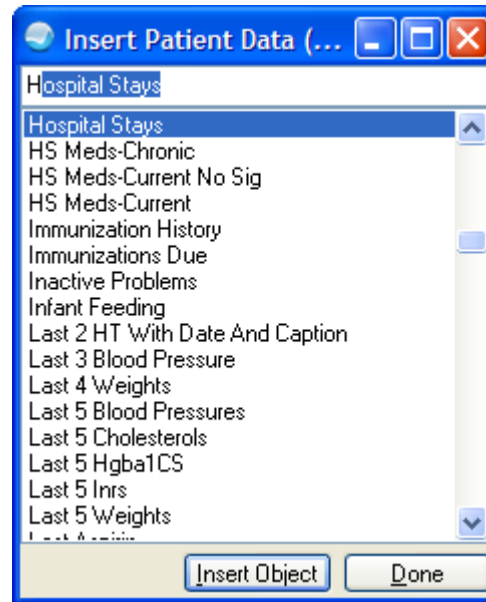 Insert Patient Data (...
Hospital Stays
Hospital Stays
HS Meds-Chronic
HS Meds-Current No Sig
HS Meds-Current
Immunization History
Immunizations Due
Inactive Problems
Infant Feeding
Last 2 HT With Date And Caption
Last 3 Blood Pressure
Last 4 Weights
Last 5 Blood Pressures
Last 5 Cholesterols
Last 5 Hgba1CS
Last 5 Inrs
Last 5 Weights
Insert Object Done